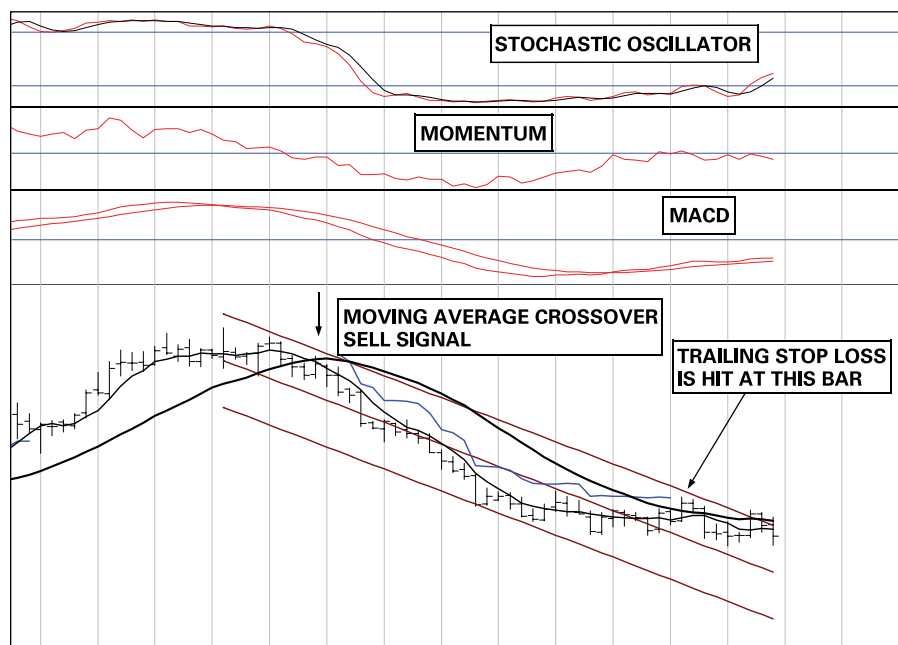 STOCHASTIC OSCILLATOR
MOMENTUM
MACD
MOVING AVERAGE CROSSOVER
SELL SIGNAL
TRAILING STOP LOSS
IS HIT AT THIS BAR